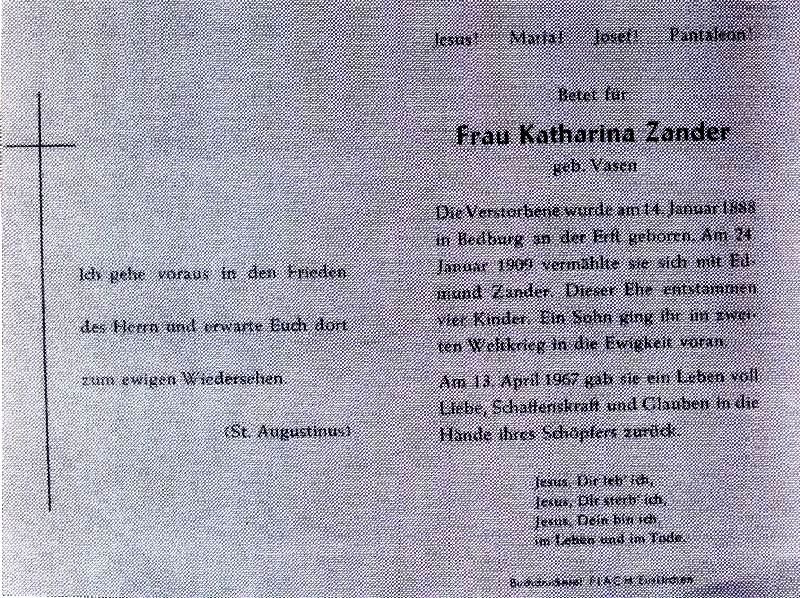 Ich gehe voraus in den Frieden
des Herrn und erwarte Euch dort
zum ewigen Wiedersehen.
(St. Augustinus)
Jesus! Maria! Josef! Pantaleon!
Betet für
Frau Katharina Zander
geb. Vasen
Die Verstorbene wurde am 14. Januar 1888
in Bedburg an der Erft geboren. Am 24.
Januar 1909 vermählte sie sich mit Ed-
mund Zander. Dieser Ehe entstammen
vier Kinder. Ein Sohn ging ihr im zwei-
ten Weltkrieg in die Ewigkeit voran.
Am 13. April 1967 gab sie ein Leben voll
Liebe, Schaffenskraft und Glauben in die
Hände ihres Schöpfers zurück.
Jesus, Dir leb' ich,
Jesus, Dir sterb' ich,
Jesus, Dein bin ich
im Leben und im Tode.
Buchdruckerei FLACH Euskirchen